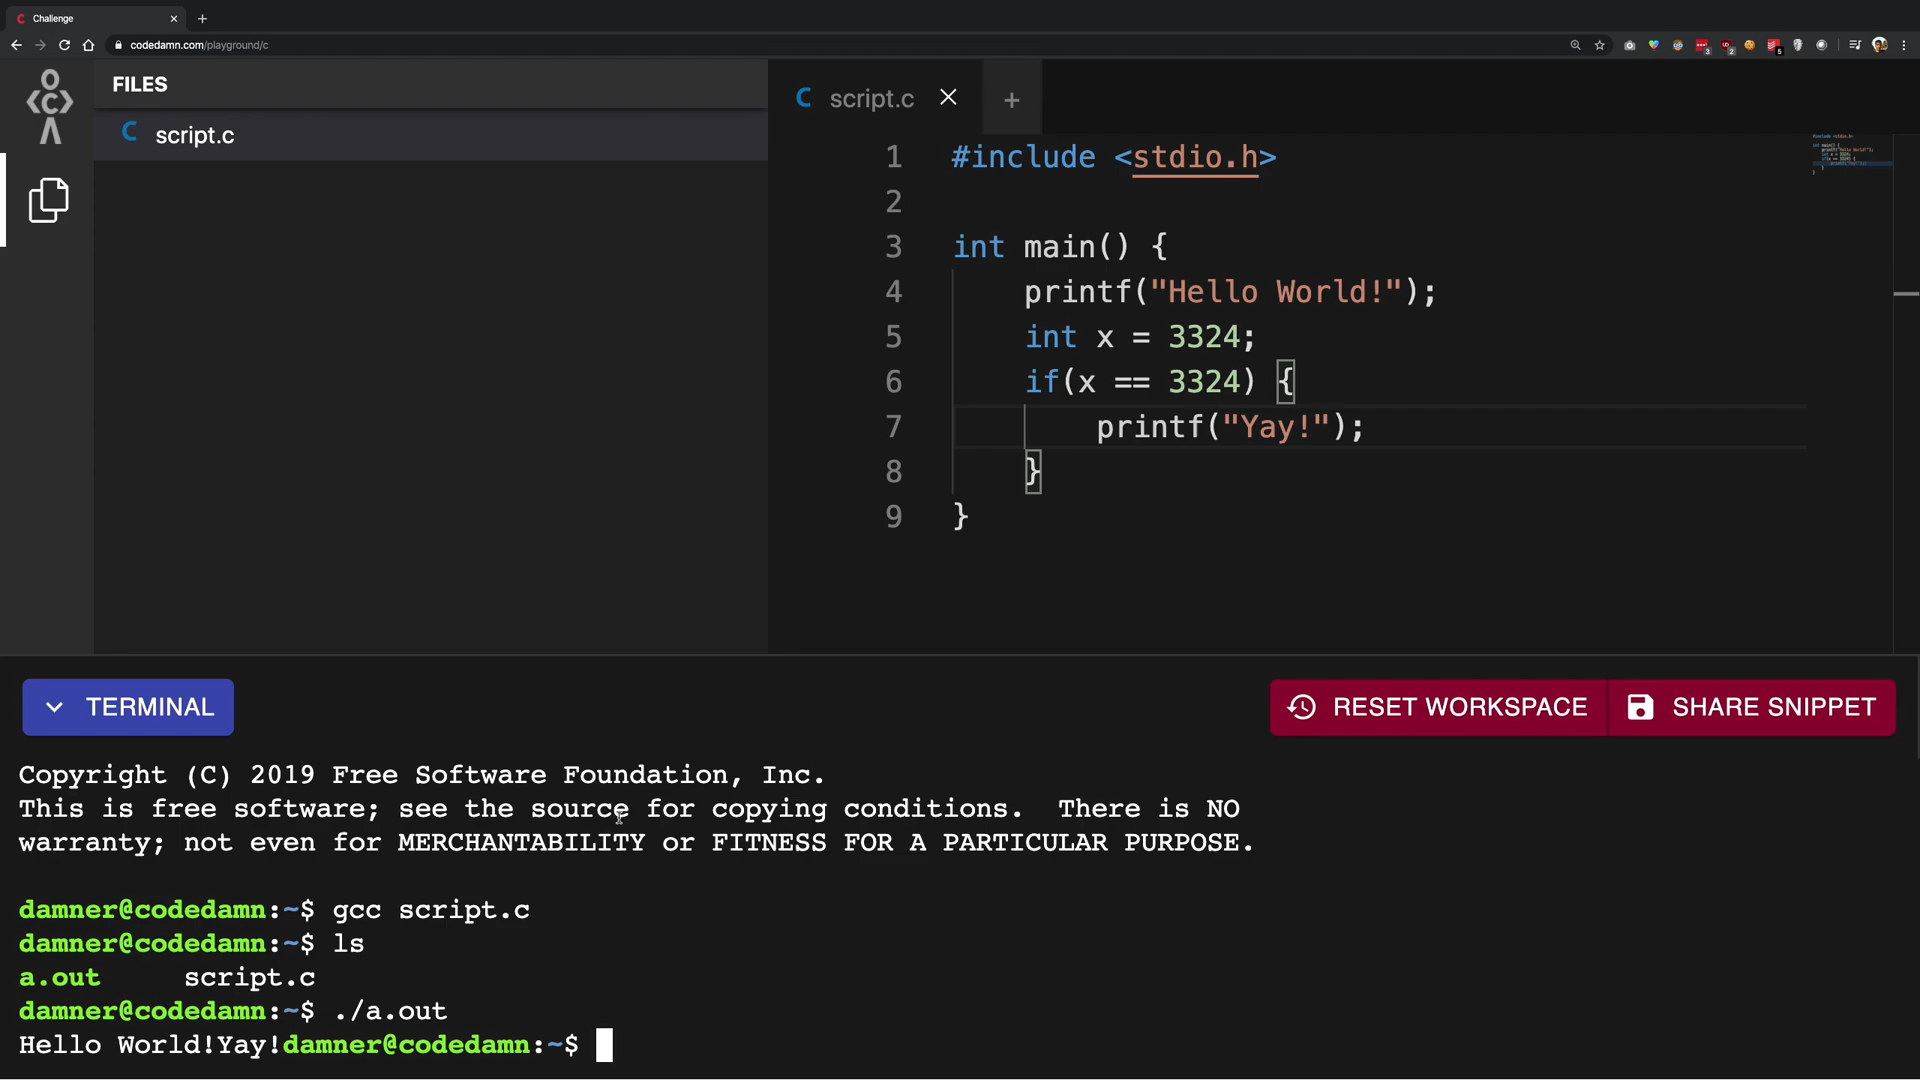 Challenge
codedamn.com/playground/c
FILES
script.c
script.c
1 #include <stdio.h>
2
3 int main() {
4 printf("Hello World!");
5 int x = 3324;
6 if(x == 3324) {
7 printf("Yay!");
8 }
9 }
TERMINAL
RESET WORKSPACE
SHARE SNIPPET
Copyright (C) 2019 Free Software Foundation, Inc.
This is free software; see the source for copying conditions.  There is NO
warranty; not even for MERCHANTABILITY or FITNESS FOR A PARTICULAR PURPOSE.
damner@codedamn:~$ gcc script.c
damner@codedamn:~$ ls
a.out     script.c
damner@codedamn:~$ ./a.out
Hello World!Yay!damner@codedamn:~$